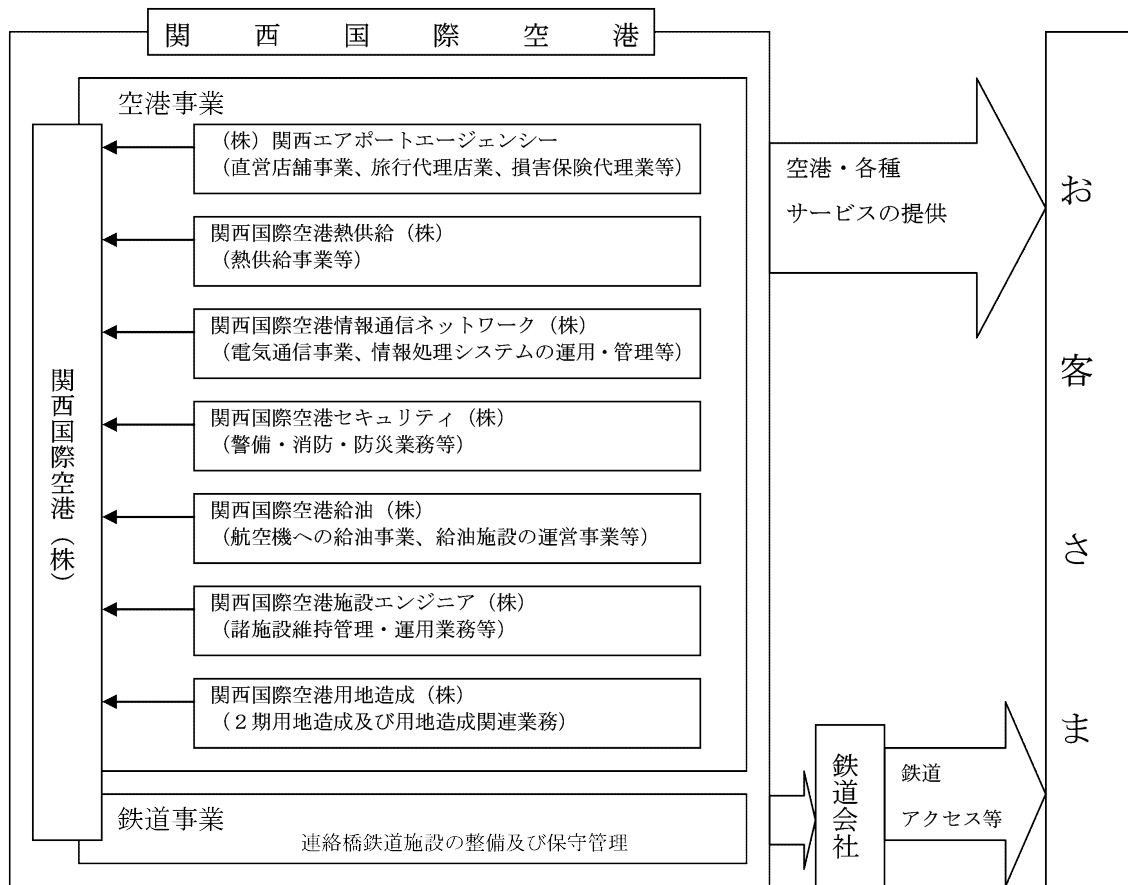 関西国際空港
空港事業
(株)関西エアポートエージェンシー
(直営店舗事業、旅行代理店業、損害保険代理業等)
関西国際空港熱供給(株)
(熱供給事業等)
関西国際空港情報通信ネットワーク(株)
(電気通信事業、情報処理システムの運用・管理等)
関西国際空港セキュリティ(株)
(警備・消防・防災業務等)
関西国際空港給油(株)
(航空機への給油事業、給油施設の運営事業等)
関西国際空港施設エンジニア(株)
(諸施設維持管理・運用業務等)
関西国際空港用地造成(株)
(2期用地造成及び用地造成関連業務)
関西国際空港(株)
鉄道事業
連絡橋鉄道施設の整備及び保守管理
空港・各種
サービスの提供
鉄道会社
鉄道
アクセス等
お客さま